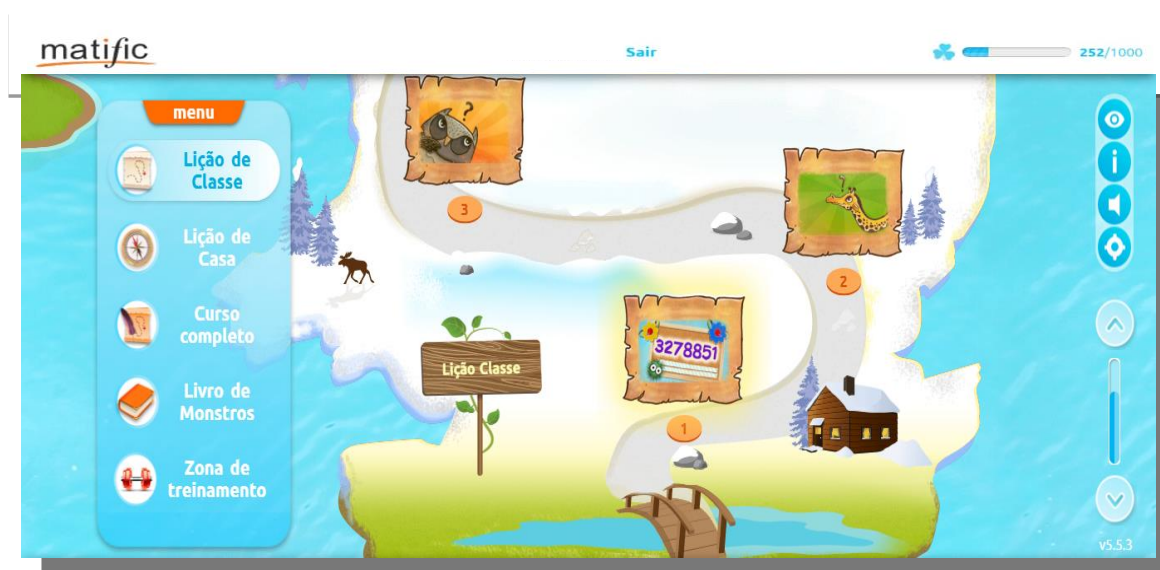 matific
Sair
252/1000
menu
Lição de
Classe
Lição de
Casa
Curso
completo
Livro de
Monstros
Zona de
treinamento
?
3
?
2
3278851
Lição Classe
1
i
v5.5.3